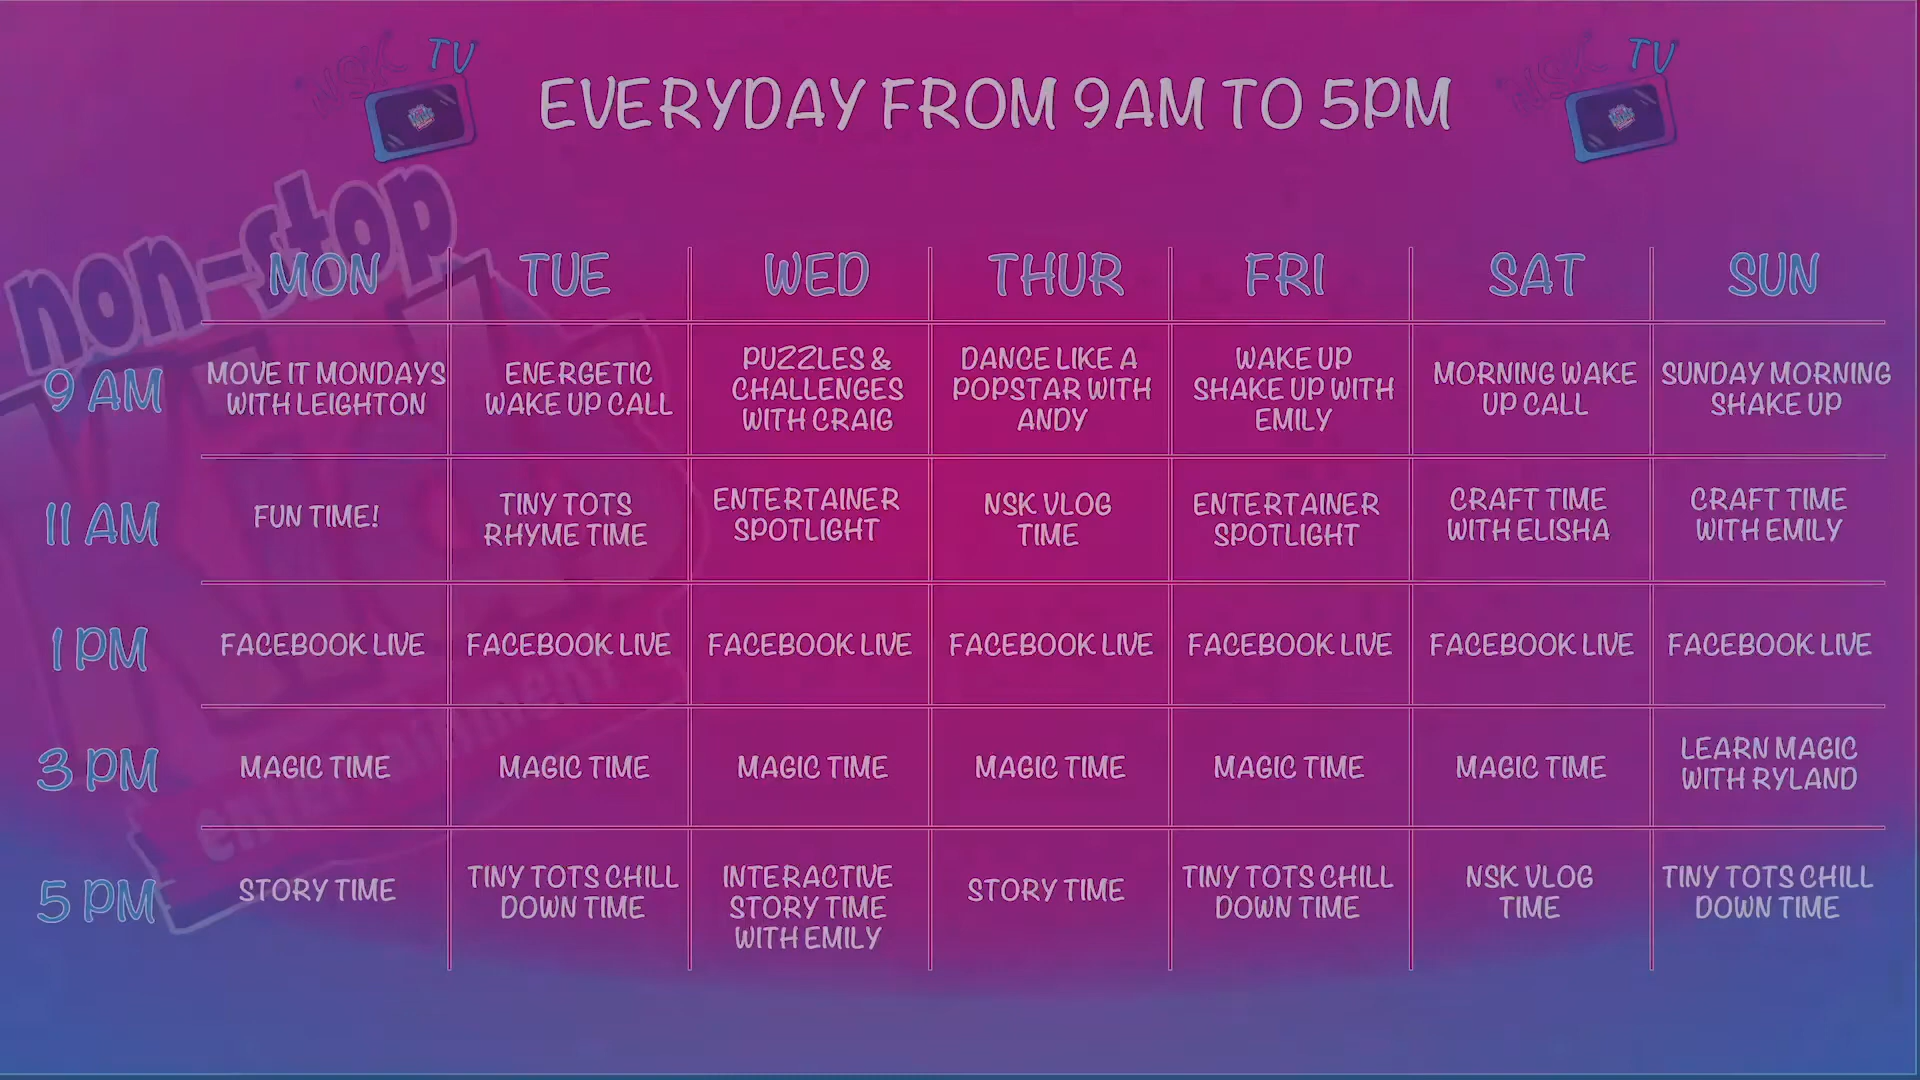 NSK TV
NSK TV
EVERYDAY FROM 9AM TO 5PM
non-stop
Kids
entertainment
MON TUE WED THUR FRI SAT SUN
9 AM
MOVE IT MONDAYS
WITH LEIGHTON
ENERGETIC
WAKE UP CALL
PUZZLES &
CHALLENGES
WITH CRAIG
DANCE LIKE A
POPSTAR WITH
ANDY
WAKE UP
SHAKE UP WITH
EMILY
MORNING WAKE
UP CALL
SUNDAY MORNING
SHAKE UP
11 AM
FUN TIME!
TINY TOTS
RHYME TIME
ENTERTAINER
SPOTLIGHT
NSK VLOG
TIME
ENTERTAINER
SPOTLIGHT
CRAFT TIME
WITH ELISHA
CRAFT TIME
WITH EMILY
1 PM
FACEBOOK LIVE
FACEBOOK LIVE
FACEBOOK LIVE
FACEBOOK LIVE
FACEBOOK LIVE
FACEBOOK LIVE
FACEBOOK LIVE
3 PM
MAGIC TIME
MAGIC TIME
MAGIC TIME
MAGIC TIME
MAGIC TIME
MAGIC TIME
LEARN MAGIC
WITH RYLAND
5 PM
STORY TIME
TINY TOTS CHILL
DOWN TIME
INTERACTIVE
STORY TIME
WITH EMILY
STORY TIME
TINY TOTS CHILL
DOWN TIME
NSK VLOG
TIME
TINY TOTS CHILL
DOWN TIME